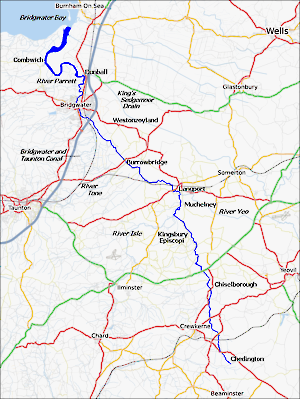 Burnham On Sea
Bridgwater Bay
Wells
Combwich
Dunball
River Parrett
Glastonbury
King's
Sedgemoor
Drain
Bridgwater
Westonzoyland
Bridgwater and
Taunton Canal
Burrowbridge
Somerton
River
Tone
Langport
Taunton
Muchelney
River Yeo
River Isle
Kingsbury
Episcopi
Yeovil
Ilminster
Chiselborough
Crewkerne
Chard
Chedington
Beaminster